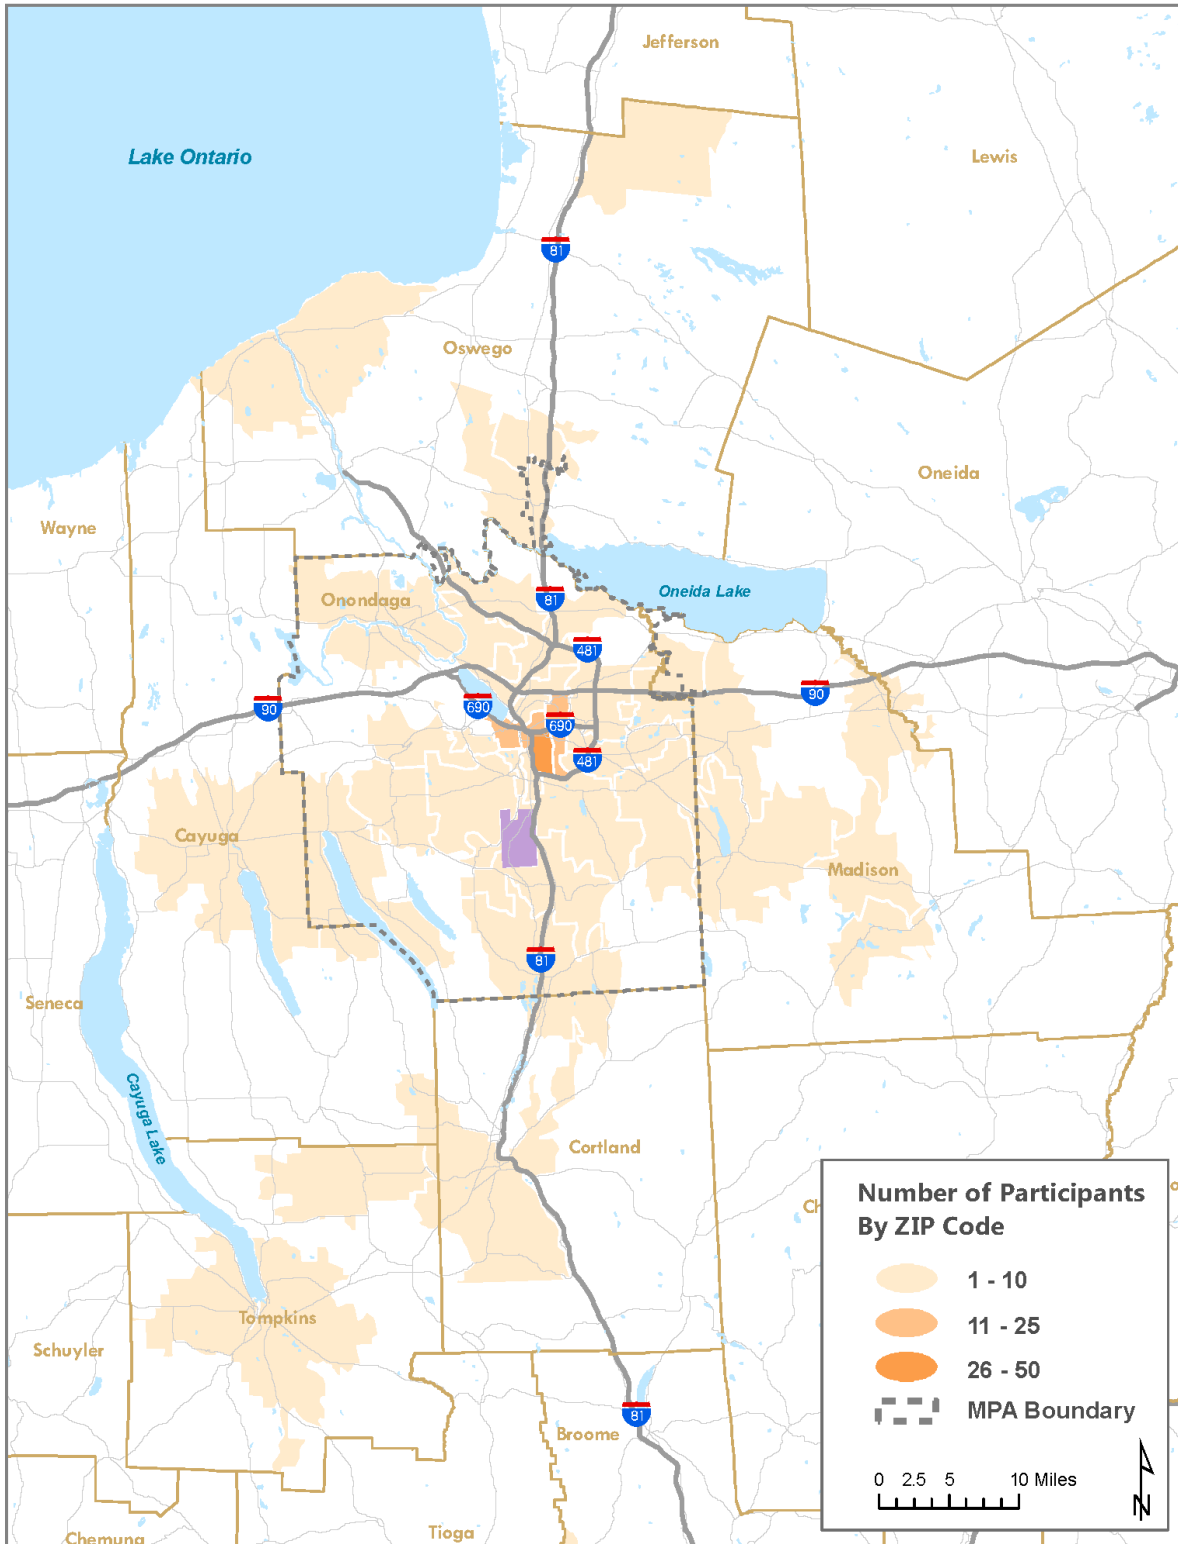 Jefferson
Lake Ontario
Lewis
81
Oswego
Oneida
Wayne
Oneida Lake
Onondaga
81
481
90
690
90
690
481
Cayuga
Madison
81
Seneca
Cayuga Lake
Cortland
Number of Participants
By ZIP Code
Ch
1 - 10
Tompkins
11 - 25
Schuyler
26 - 50
MPA Boundary
81
Broome
0 2.5 5 10 Miles
N
Tioga
Chemung